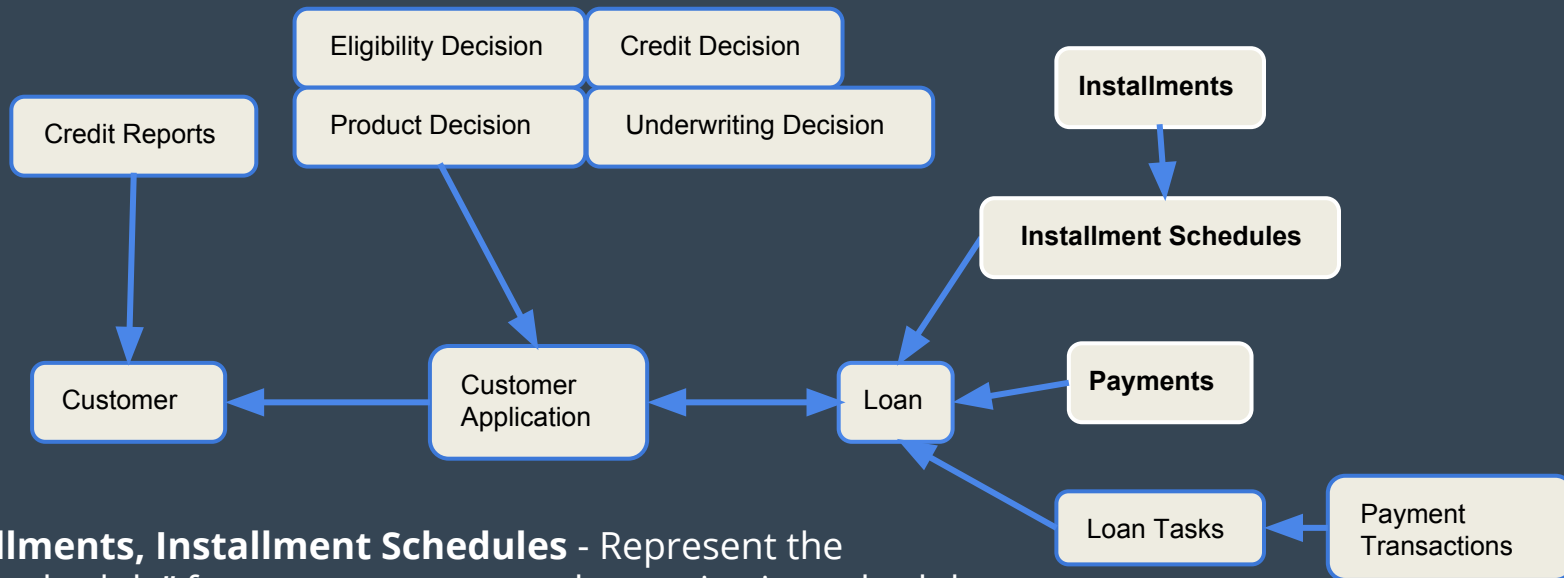 Eligibility Decision
Credit Decision
Installments
Credit Reports
Product Decision
Underwriting Decision
Installment Schedules
Customer
Customer
Application
Loan
Payments
Loan Tasks
Payment
Transactions
Installment Schedules - Represent the